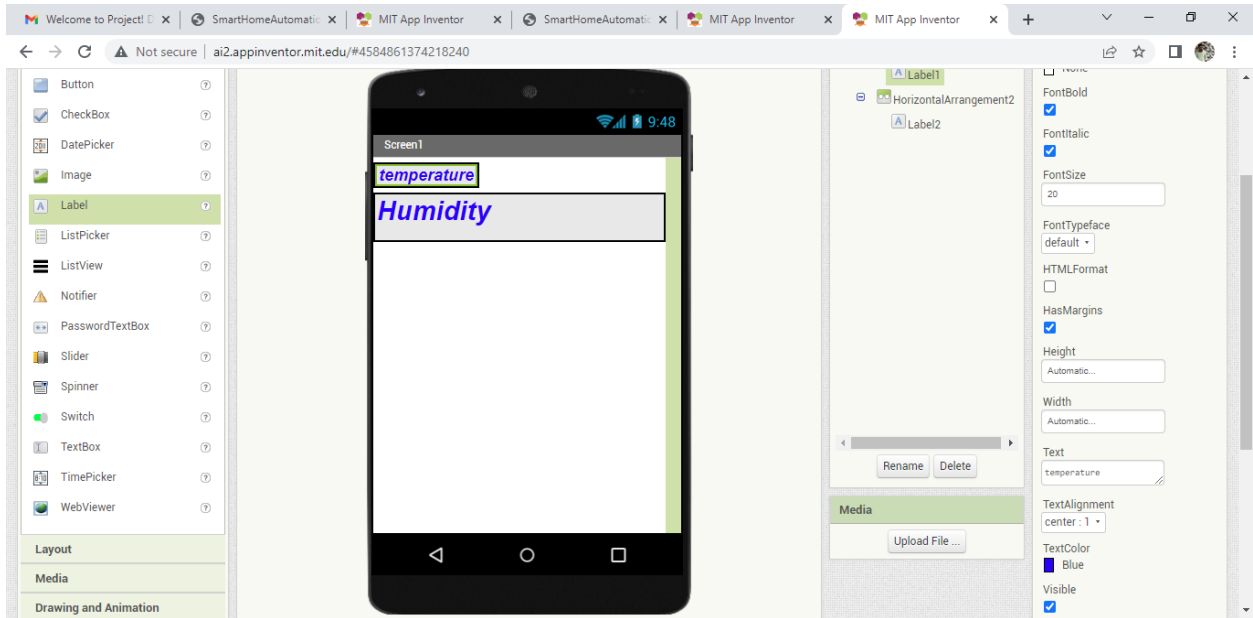 Welcome to Project! D
SmartHomeAutomatic
MIT App Inventor
SmartHomeAutomatic
MIT App Inventor
MIT App Inventor
Not secure
ai2.appinventor.mit.edu/#4584861374218240
Button
CheckBox
DatePicker
Image
Label
ListPicker
ListView
Notifier
PasswordTextBox
Slider
Spinner
Switch
TextBox
TimePicker
WebViewer
Layout
Media
Drawing and Animation
9:48
Screen1
temperature
Humidity
Label1
HorizontalArrangement2
Label2
Rename
Delete
Media
Upload File ...
None
FontBold
FontItalic
FontSize
20
FontTypeface
default
HTMLFormat
HasMargins
Height
Automatic...
Width
Automatic...
Text
temperature
TextAlignment
center : 1
TextColor
Blue
Visible